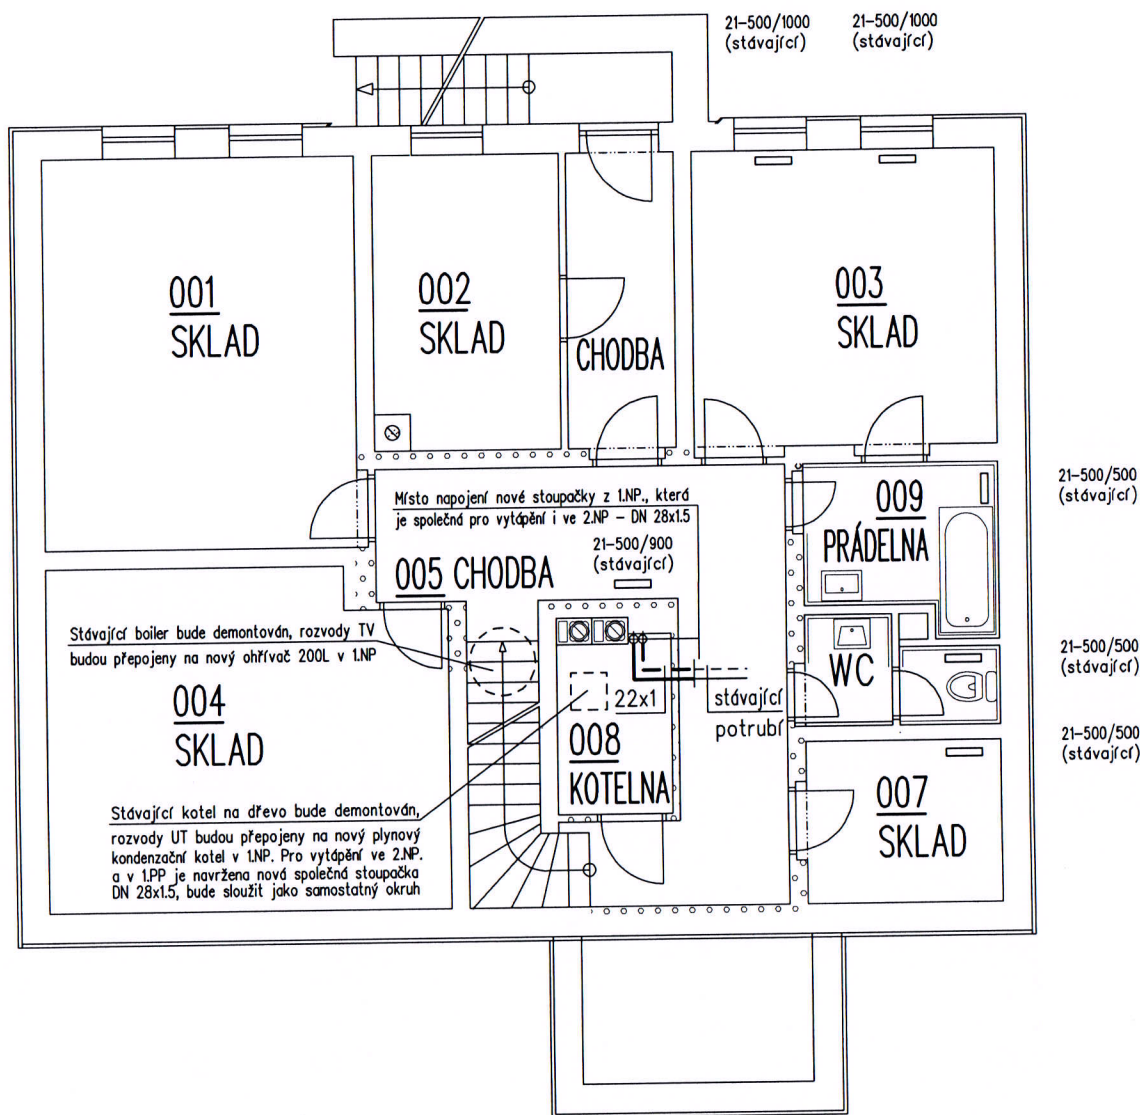 21-500/1000
(stávající)
21-500/1000
(stávající)
001
SKLAD
002
SKLAD
CHODBA
003
SKLAD
Místo napojení nové stoupačky z 1.NP., která
je společná pro vytápění i ve 2.NP – DN 28x1.5
21-500/900
(stávající)
005 CHODBA
009
PRÁDELNA
21-500/500
(stávající)
Stávající boiler bude demontován, rozvody TV
budou přepojeny na nový ohřívač 200L v 1.NP
004
SKLAD
WC
21-500/500
(stávající)
22x1
stávající
potrubí
008
KOTELNA
21-500/500
(stávající)
007
SKLAD
Stávající kotel na dřevo bude demontován,
rozvody UT budou přepojeny na nový plynový
kondenzační kotel v 1.NP. Pro vytápění ve 2.NP.
a v 1.PP je navržena nová společná stoupačka
DN 28x1.5, bude sloužit jako samostatný okruh